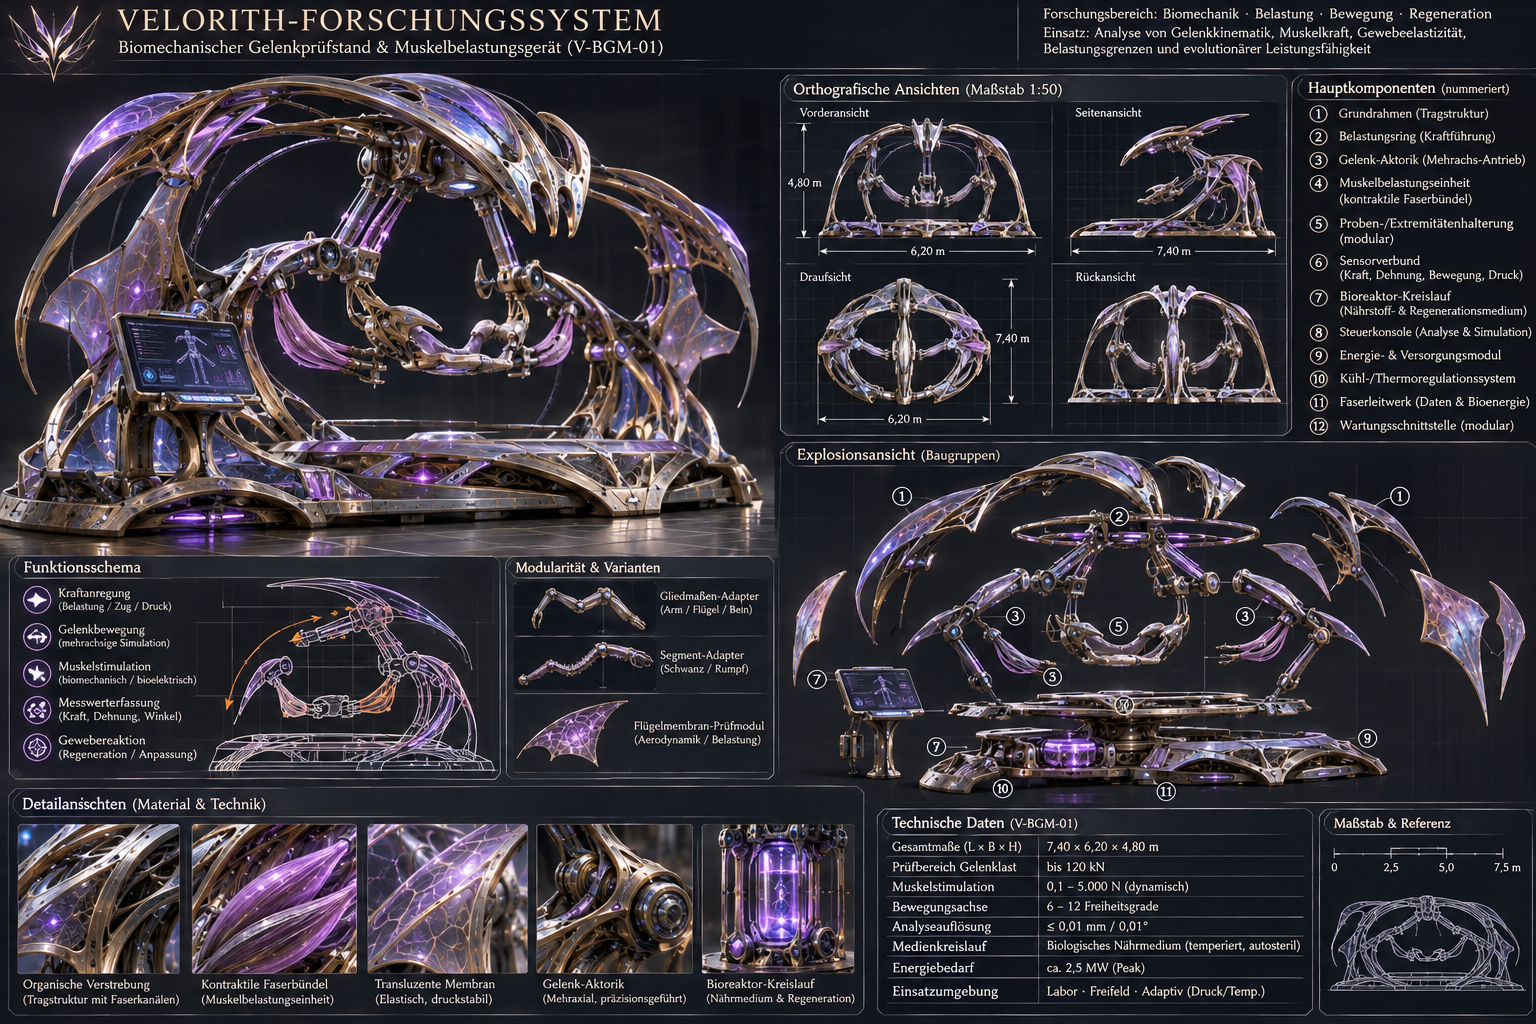 VELORITH-FORSCHUNGSSYSTEM
Biomechanischer Gelenkprüfstand & Muskelbelastungsgerät (V-BGM-01)
Forschungsbereich: Biomechanik · Belastung · Bewegung · Regeneration
Einsatz: Analyse von Gelenkkinematik, Muskelkraft, Gewebeelastizität,
Belastungsgrenzen und evolutionärer Leistungsfähigkeit
Orthografische Ansichten (Maßstab 1:50)
Vorderansicht
4,80 m
6,20 m
Seitenansicht
7,40 m
Draufsicht
7,40 m
6,20 m
Rückansicht
Hauptkomponenten (nummeriert)
1 Grundrahmen (Tragstruktur)
2 Belastungsring (Kraftführung)
3 Gelenk-Aktorik (Mehrachs-Antrieb)
4 Muskelbelastungseinheit
(kontraktile Faserbündel)
5 Proben-/Extremitätenhalterung
(modular)
6 Sensorverbund
(Kraft, Dehnung, Bewegung, Druck)
7 Bioreaktor-Kreislauf
(Nährstoff- & Regenerationsmedium)
8 Steuerkonsole (Analyse & Simulation)
9 Energie- & Versorgungsmodul
10 Kühl-/Thermoregulationssystem
11 Faserleitwerk (Daten & Bioenergie)
12 Wartungsschnittstelle (modular)
Explosionsansicht (Baugruppen)
1
2
1
3
5
3
3
7
7
9
10
11
Funktionsschema
Kraftanregung
(Belastung / Zug / Druck)
Gelenkbewegung
(mehrachsige Simulation)
Muskelstimulation
(biomechanisch / bioelektrisch)
Messwerterfassung
(Kraft, Dehnung, Winkel)
Gewebereaktion
(Regeneration / Anpassung)
Modularität & Varianten
Gliedmaßen-Adapter
(Arm / Flügel / Bein)
Segment-Adapter
(Schwanz / Rumpf)
Flügelmembran-Prüfmodul
(Aerodynamik / Belastung)
Detailansschten (Material & Technik)
Organische Verstrebung
(Tragstruktur mit Faserkanälen)
Kontraktile Faserbündel
(Muskelbelastungseinheit)
Transluzente Membran
(Elastisch, druckstabil)
Gelenk-Aktorik
(Mehraxial, präzisionsgeführt)
Bioreaktor-Kreislauf
(Nährmedium & Regeneration)
Technische Daten (V-BGM-01)
Gesamtmaße (L × B × H) 7,40 × 6,20 × 4,80 m
Prüfbereich Gelenklast bis 120 kN
Muskelstimulation 0,1 – 5.000 N (dynamisch)
Bewegungsachse 6 – 12 Freiheitsgrade
Analyseauflösung ≤ 0,01 mm / 0,01°
Medienkreislauf Biologisches Nährmedium (temperiert, autosteril)
Energiebedarf ca. 2,5 MW (Peak)
Einsatzumgebung Labor · Freifeld · Adaptiv (Druck/Temp.)
Maßstab & Referenz
0 2,5 5,0 7,5 m